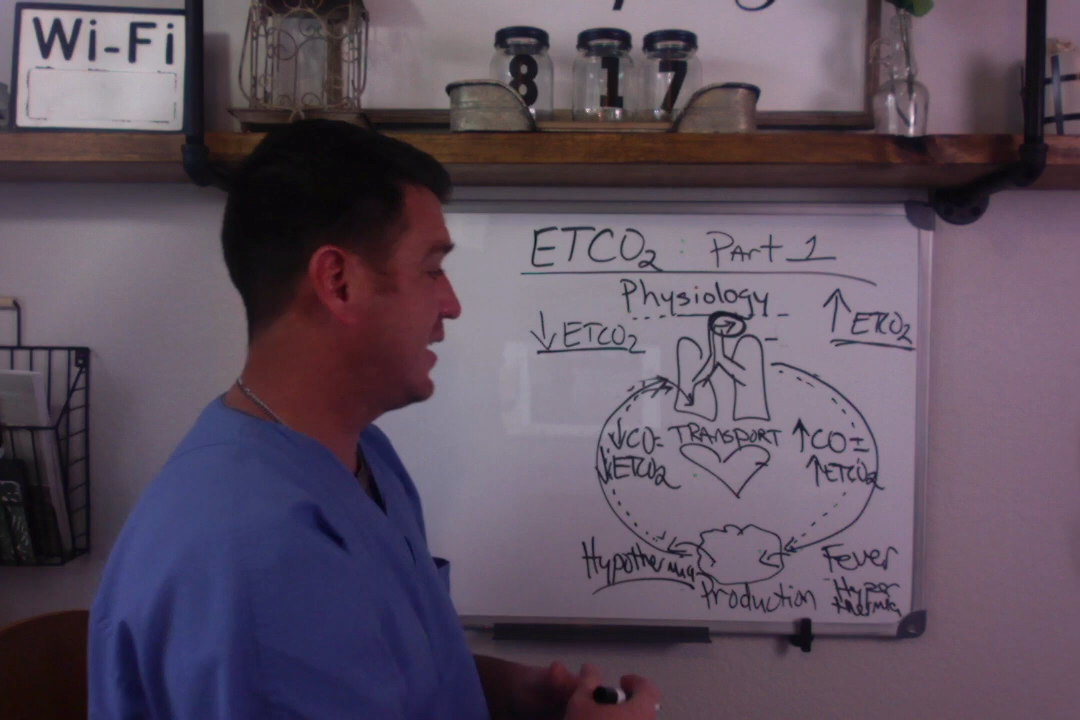 Wi-Fi
8 1 7
ETCO2 : Part 1
Physiology
↓ETCO2
↑ETCO2
TRANSPORT
↓CO=
↓ETCO2
↑CO=
↑ETCO2
Hypothermia
Production
Fever
Hyper